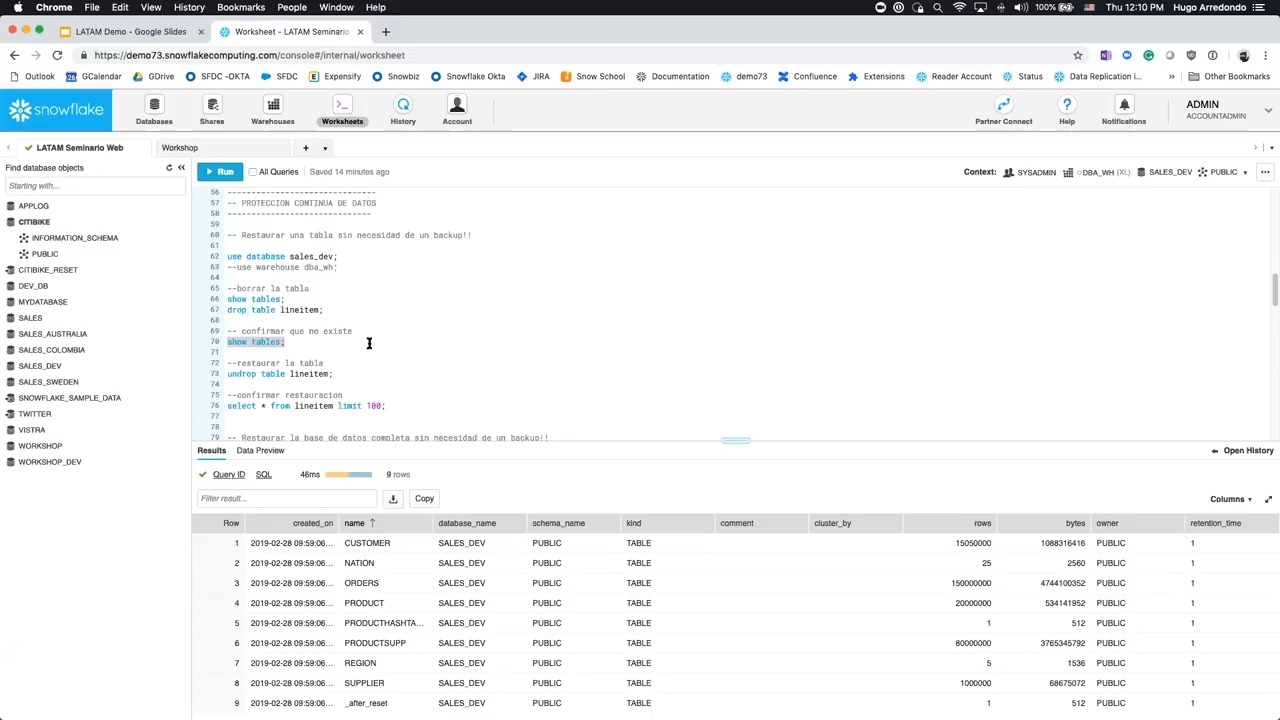 Chrome File Edit View History Bookmarks People Window Help 100% Thu 12:10 PM Hugo Arredondo
LATAM Demo - Google Slides × Worksheet - LATAM Seminario × +
https://demo73.snowflakecomputing.com/console#/internal/worksheet
Outlook GCalendar GDrive SFDC -OKTA SFDC Expensify Snowbiz Snowflake Okta JIRA Snow School Documentation demo73 Confluence Extensions Reader Account Status Data Replication i... » Other Bookmarks
snowflake Databases Shares Warehouses Worksheets History Account Partner Connect Help Notifications ADMIN
ACCOUNTADMIN
LATAM Seminario Web Workshop +
Find database objects
Starting with...
APPLOG
CITIBIKE
INFORMATION_SCHEMA
PUBLIC
CITIBIKE_RESET
DEV_DB
MYDATABASE
SALES
SALES_AUSTRALIA
SALES_COLOMBIA
SALES_DEV
SALES_SWEDEN
SNOWFLAKE_SAMPLE_DATA
TWITTER
VISTRA
WORKSHOP
WORKSHOP_DEV
Run All Queries Saved 14 minutes ago Context: SYSADMIN DBA_WH (XL) SALES_DEV PUBLIC
56 -------------------------------
57 -- PROTECCION CONTINUA DE DATOS
58 ------------------------------
59
60 -- Restaurar una tabla sin necesidad de un backup!!
61
62 use database sales_dev;
63 --use warehouse dba_wh;
64
65 --borrar la tabla
66 show tables;
67 drop table lineitem;
68
69 -- confirmar que no existe
70 show tables;
71
72 --restaurar la tabla
73 undrop table lineitem;
74
75 --confirmar restauracion
76 select * from lineitem limit 100;
77
78
79 -- Restaurar la base de datos completa sin necesidad de un backup!!
Results Data Preview Open History
Query ID SQL 46ms 9 rows
Filter result... Copy Columns
Row created_on name database_name schema_name kind comment cluster_by rows bytes owner retention_time
1 2019-02-28 09:59:06... CUSTOMER SALES_DEV PUBLIC TABLE 15050000 1088316416 PUBLIC 1
2 2019-02-28 09:59:06... NATION SALES_DEV PUBLIC TABLE 25 2560 PUBLIC 1
3 2019-02-28 09:59:06... ORDERS SALES_DEV PUBLIC TABLE 150000000 4744100352 PUBLIC 1
4 2019-02-28 09:59:06... PRODUCT SALES_DEV PUBLIC TABLE 20000000 534141952 PUBLIC 1
5 2019-02-28 09:59:06... PRODUCTHASHTA... SALES_DEV PUBLIC TABLE 1 512 PUBLIC 1
6 2019-02-28 09:59:06... PRODUCTSUPP SALES_DEV PUBLIC TABLE 80000000 3765345792 PUBLIC 1
7 2019-02-28 09:59:06... REGION SALES_DEV PUBLIC TABLE 5 1536 PUBLIC 1
8 2019-02-28 09:59:06... SUPPLIER SALES_DEV PUBLIC TABLE 1000000 68675072 PUBLIC 1
9 2019-02-28 09:59:06... _after_reset SALES_DEV PUBLIC TABLE 1 512 PUBLIC 1